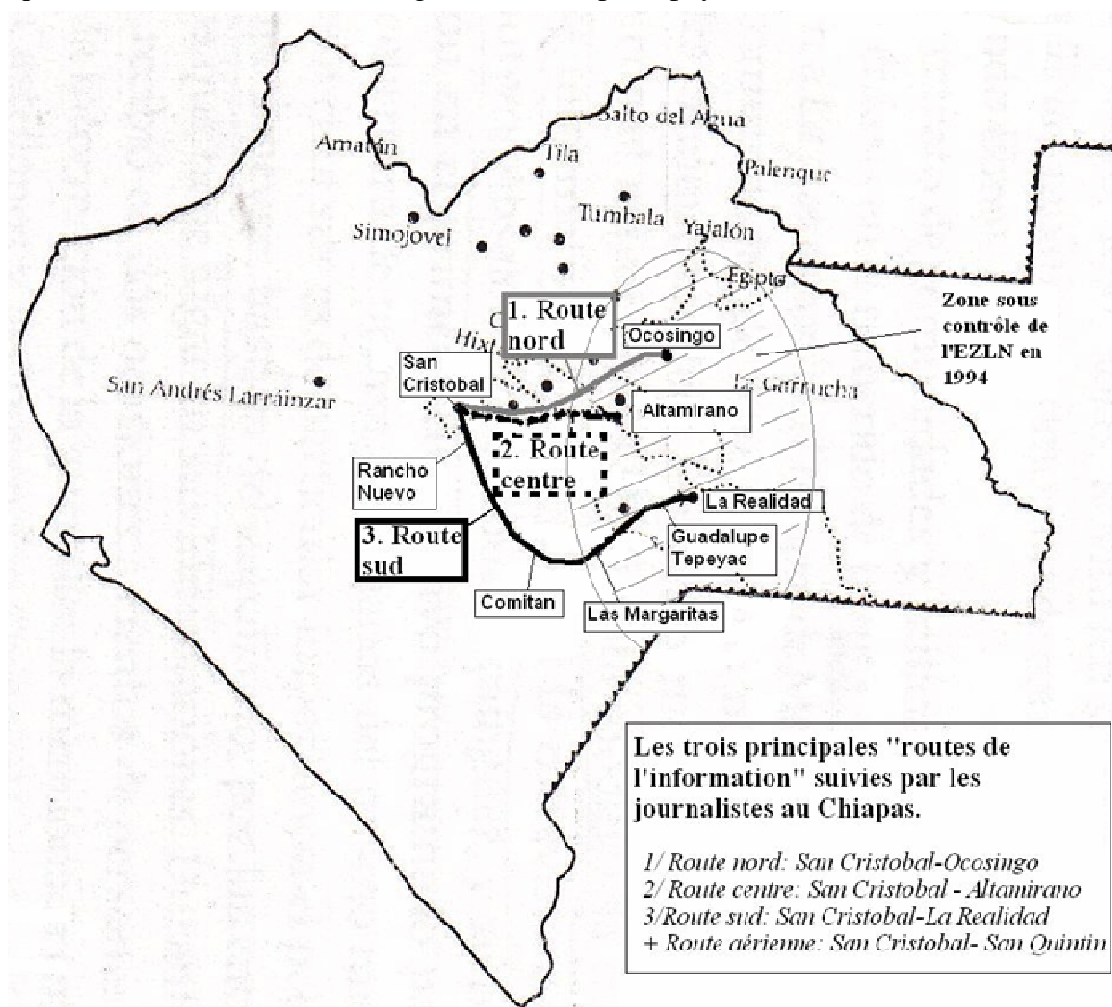 Salto del Agua
Amatán
Tila
Palenque
Tumbala
Simojovel
Yajalón
Egipto
Zone sous
contrôle de
l'EZLN en
1994
1. Route
nord
Ocosingo
San
Cristobal
La Garrucha
San Andrés Larráinzar
Altamirano
2. Route
centre
Rancho
Nuevo
La Realidad
3. Route
sud
Guadalupe
Tepeyac
Comitan
Las Margaritas
Les trois principales "routes de
l'information" suivies par les
journalistes au Chiapas.
1/ Route nord: San Cristobal-Ocosingo
2/ Route centre: San Cristobal - Altamirano
3/Route sud: San Cristobal-La Realidad
+ Route aérienne: San Cristobal- San Quintin